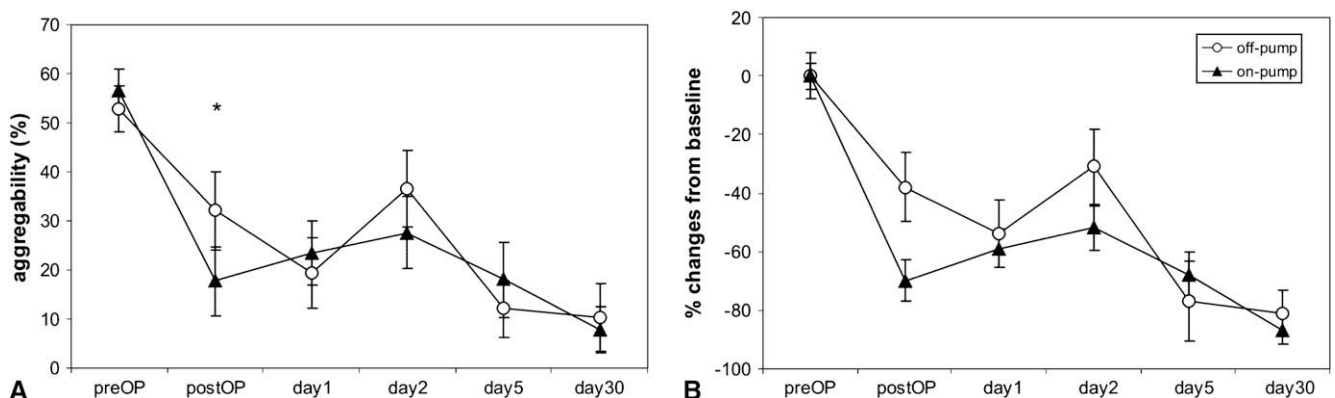 70
60
50
40
30
20
10
0
aggregability (%)
*
preOP postOP day1 day2 day5 day30
A
20
0
-20
-40
-60
-80
-100
% changes from baseline
off-pump
on-pump
preOP postOP day1 day2 day5 day30
B